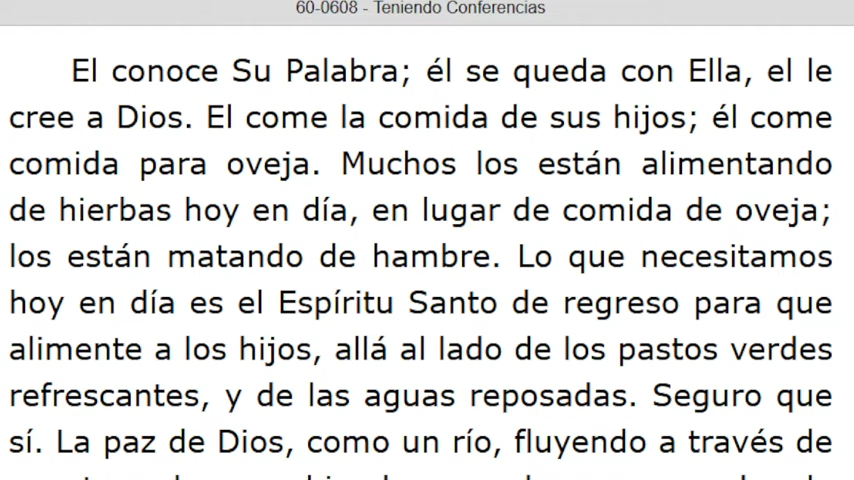 60-0608 - Teniendo Conferencias
El conoce Su Palabra; él se queda con Ella, el le
cree a Dios. El come la comida de sus hijos; él come
comida para oveja. Muchos los están alimentando
de hierbas hoy en día, en lugar de comida de oveja;
los están matando de hambre. Lo que necesitamos
hoy en día es el Espíritu Santo de regreso para que
alimente a los hijos, allá al lado de los pastos verdes
refrescantes, y de las aguas reposadas. Seguro que
sí. La paz de Dios, como un río, fluyendo a través de